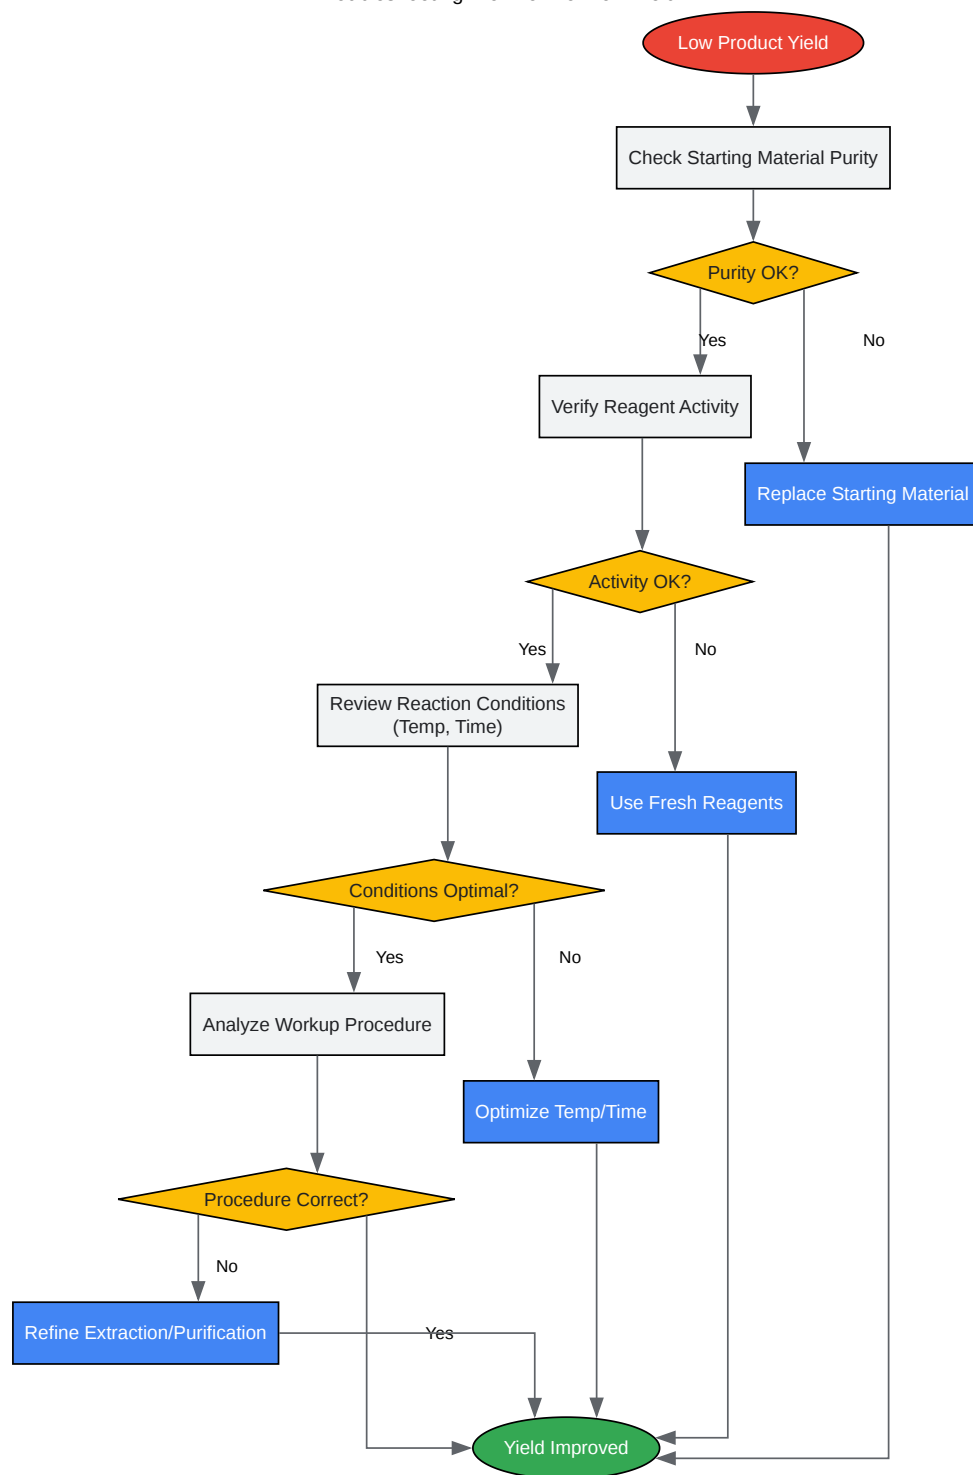 Low Product Yield
Check Starting Material Purity
Purity OK?
Yes
No
Verify Reagent Activity
Replace Starting Material
Activity OK?
Yes
No
Review Reaction Conditions
(Temp, Time)
Use Fresh Reagents
Conditions Optimal?
Yes
No
Analyze Workup Procedure
Optimize Temp/Time
Procedure Correct?
No
Refine Extraction/Purification
Yes
Yield Improved